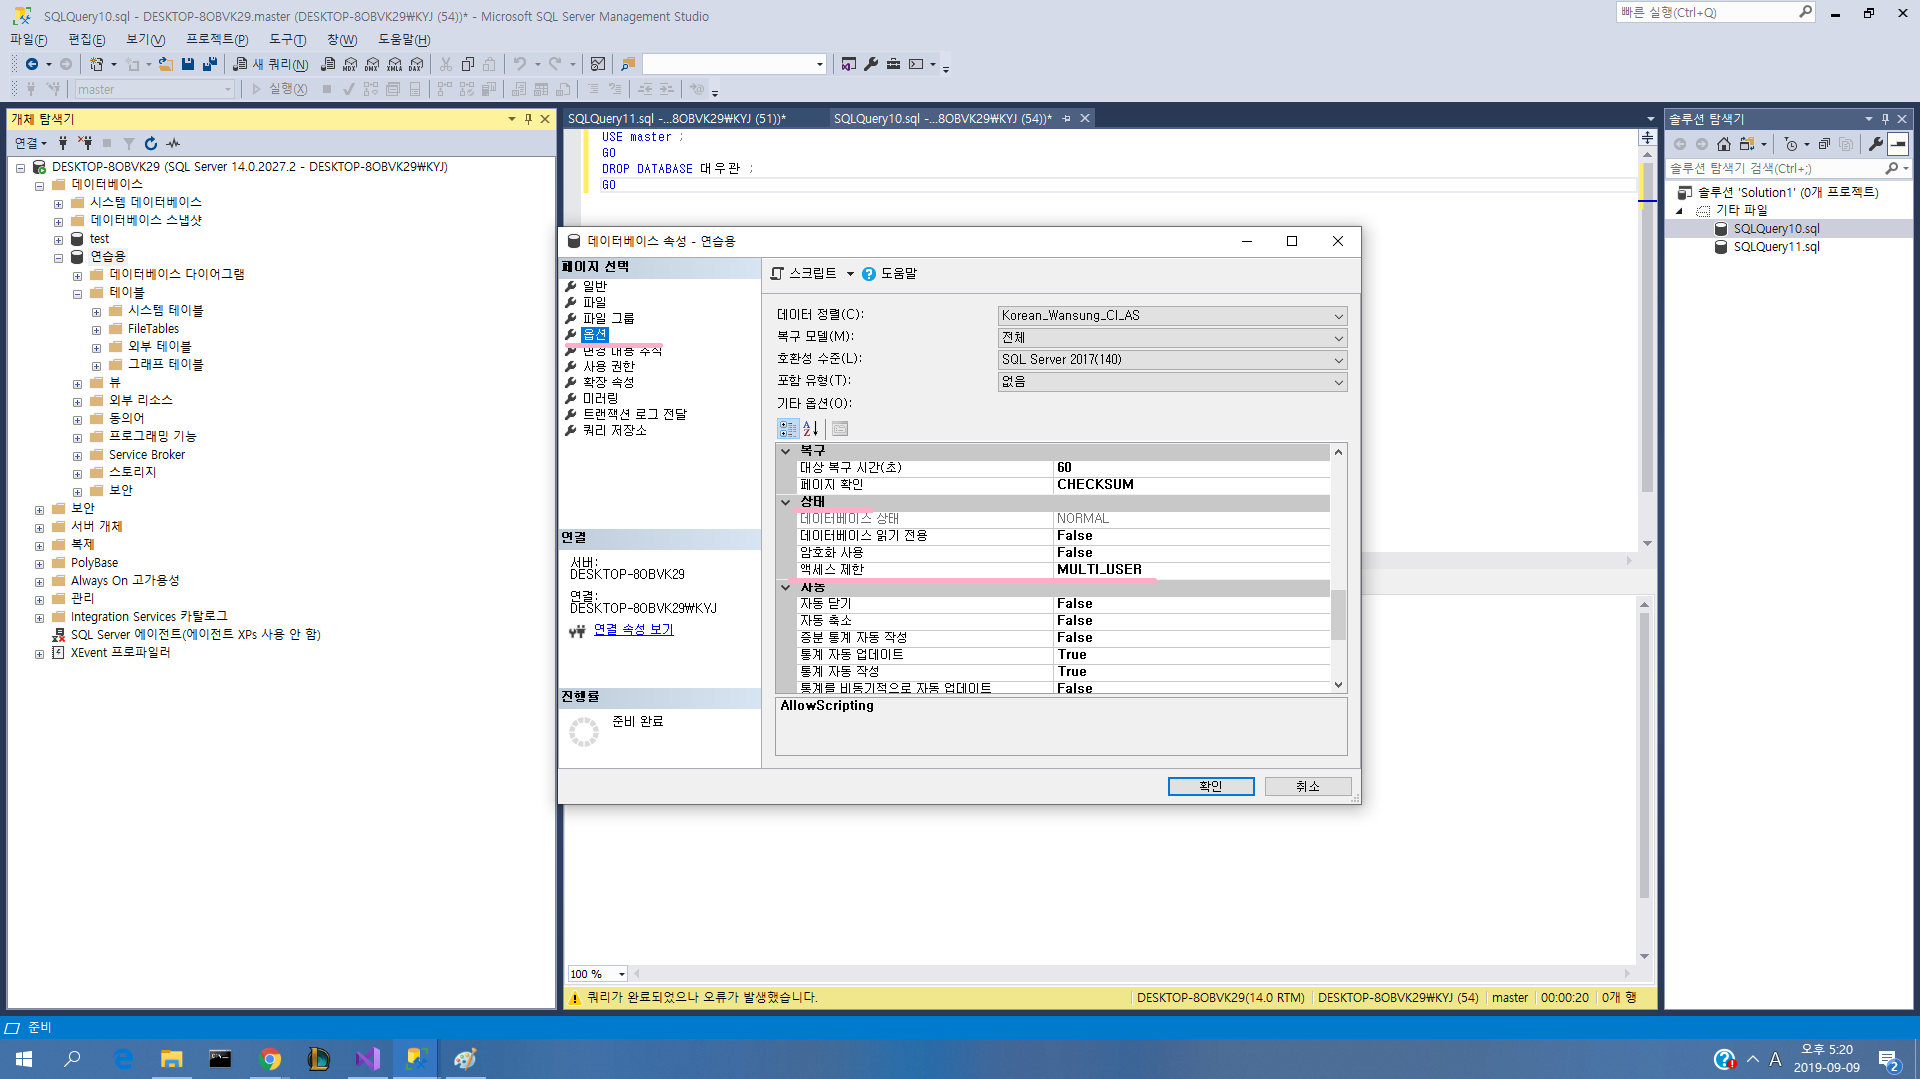 SQLQuery10.sql - DESKTOP-8OBVK29.master (DESKTOP-8OBVK29₩KYJ (54))* - Microsoft SQL Server Management Studio
빠른 실행(Ctrl+Q)
파일(F) 편집(E) 보기(V) 프로젝트(P) 도구(T) 창(W) 도움말(H)
새 쿼리(N) MDX DMX XMLA DAX
master 실행(X)
개체 탐색기
연결
DESKTOP-8OBVK29 (SQL Server 14.0.2027.2 - DESKTOP-8OBVK29₩KYJ)
데이터베이스
시스템 데이터베이스
데이터베이스 스냅샷
test
연습용
데이터베이스 다이어그램
테이블
시스템 테이블
FileTables
외부 테이블
그래프 테이블
뷰
외부 리소스
동의어
프로그래밍 기능
Service Broker
스토리지
보안
보안
서버 개체
복제
PolyBase
Always On 고가용성
관리
Integration Services 카탈로그
SQL Server 에이전트(에이전트 XPs 사용 안 함)
XEvent 프로파일러
SQLQuery11.sql -...8OBVK29₩KYJ (51))*
SQLQuery10.sql -...8OBVK29₩KYJ (54))*
USE master ;
GO
DROP DATABASE 대우관 ;
GO
데이터베이스 속성 - 연습용
페이지 선택
일반
파일
파일 그룹
옵션
변경 내용 추적
사용 권한
확장 속성
미러링
트랜잭션 로그 전달
쿼리 저장소
연결
서버:
DESKTOP-8OBVK29
연결:
DESKTOP-8OBVK29₩KYJ
연결 속성 보기
진행률
준비 완료
스크립트 도움말
데이터 정렬(C): Korean_Wansung_CI_AS
복구 모델(M): 전체
호환성 수준(L): SQL Server 2017(140)
포함 유형(T): 없음
기타 옵션(O):
복구
대상 복구 시간(초) 60
페이지 확인 CHECKSUM
상태
데이터베이스 상태 NORMAL
데이터베이스 읽기 전용 False
암호화 사용 False
액세스 제한 MULTI_USER
자동
자동 닫기 False
자동 축소 False
증분 통계 자동 작성 False
통계 자동 업데이트 True
통계 자동 작성 True
통계를 비동기적으로 자동 업데이트 False
AllowScripting
확인 취소
100 %
쿼리가 완료되었으나 오류가 발생했습니다.
DESKTOP-8OBVK29(14.0 RTM) DESKTOP-8OBVK29₩KYJ (54) master 00:00:20 0개 행
솔루션 탐색기
솔루션 탐색기 검색(Ctrl+;)
솔루션 'Solution1' (0개 프로젝트)
기타 파일
SQLQuery10.sql
SQLQuery11.sql
준비
A
오후 5:20
2019-09-09
2